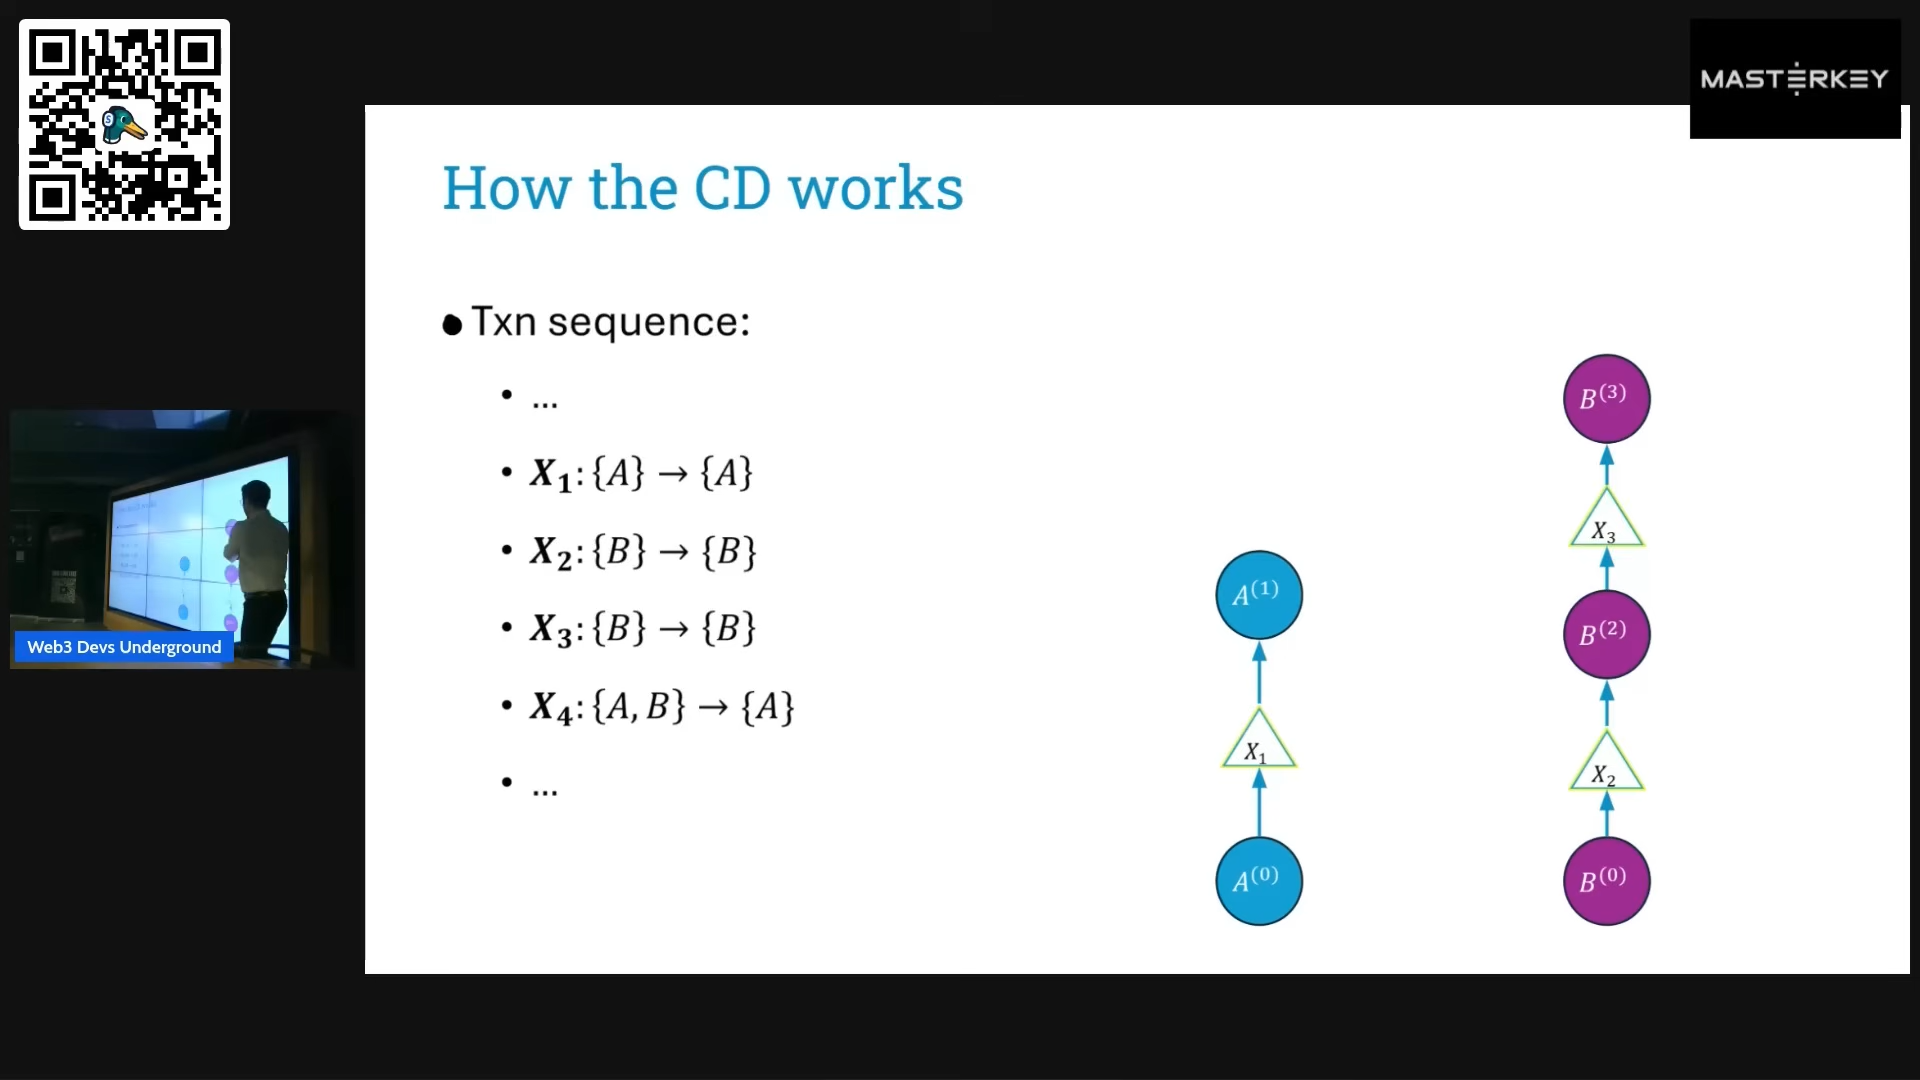 MASTERKEY
How the CD works
Txn sequence:
...
X₁: {A} → {A}
X₂: {B} → {B}
X₃: {B} → {B}
X₄: {A, B} → {A}
...
B⁽³⁾
X₃
A⁽¹⁾
B⁽²⁾
X₁
X₂
A⁽⁰⁾
B⁽⁰⁾
Web3 Devs Underground